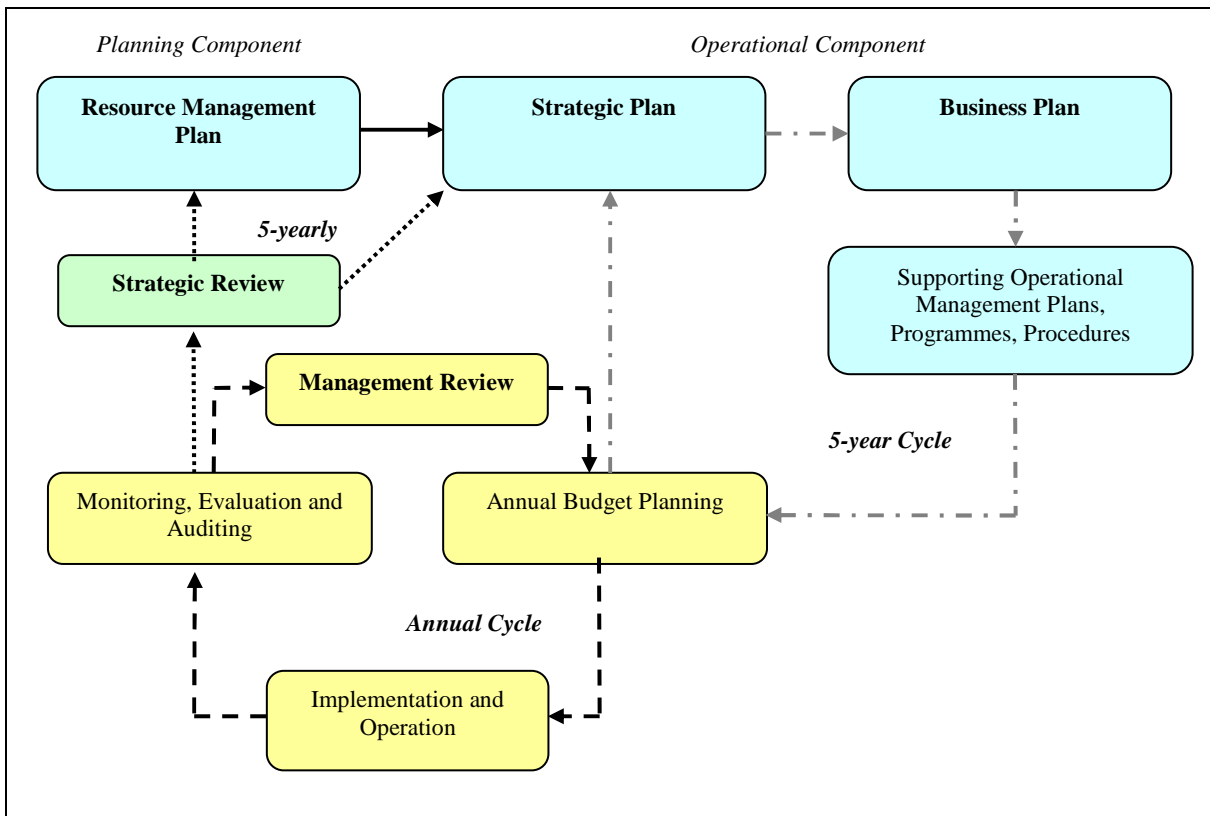 Planning Component
Operational Component
Resource Management
Plan
Strategic Plan
Business Plan
5-yearly
Strategic Review
Supporting Operational
Management Plans,
Programmes, Procedures
Management Review
5-year Cycle
Monitoring, Evaluation and
Auditing
Annual Budget Planning
Annual Cycle
Implementation and
Operation